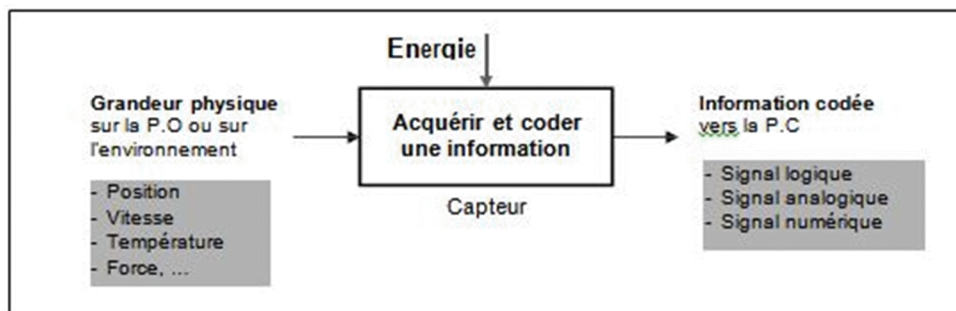 Energie
Grandeur physique
sur la P.O ou sur
l'environnement
- Position
- Vitesse
- Température
- Force, ...
Acquérir et coder
une information
Capteur
Information codée
vers la P.C
- Signal logique
- Signal analogique
- Signal numérique